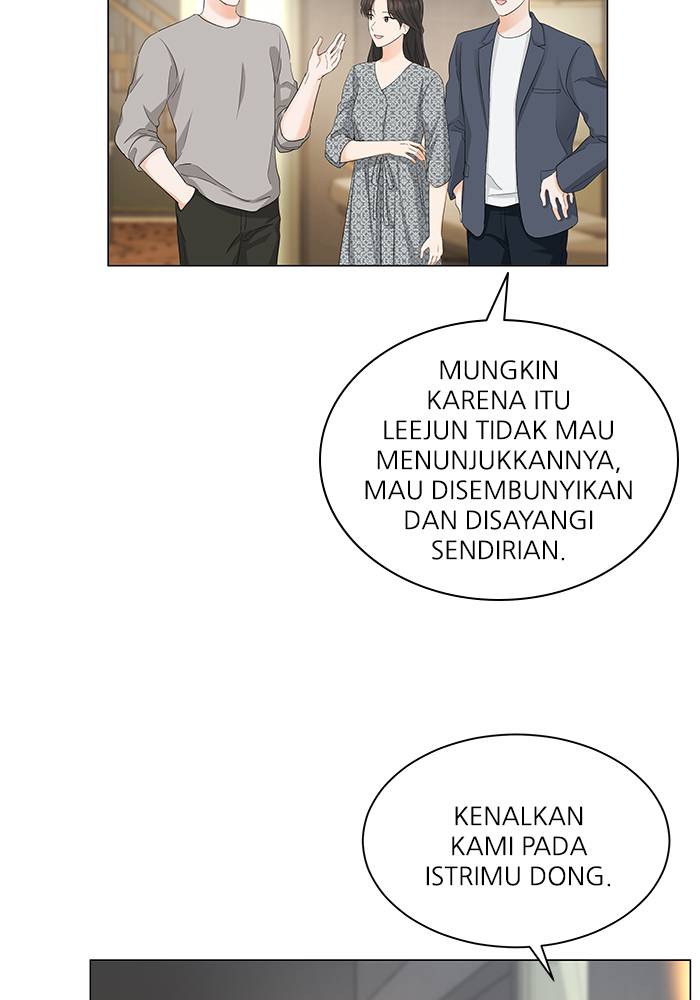 MUNGKIN
KARENA ITU
LEEJUN TIDAK MAU
MENUNJUKKANNYA,
MAU DISEMBUNYIKAN
DAN DISAYANGI
SENDIRIAN.
KENALKAN
KAMI PADA
ISTRIMU DONG.